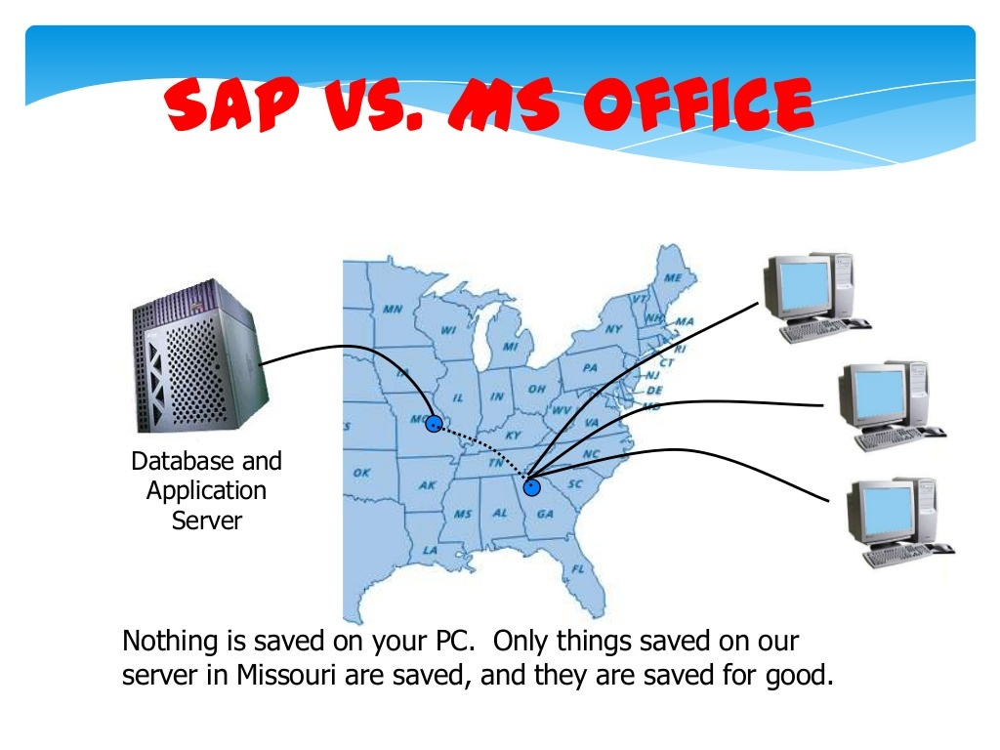 SAP VS. MS OFFICE
ME
VT
NH
MA
MN
WI
NY
MI
RI
CT
PA
NJ
IA
DE
OH
IL
IN
MD
WV
MO
VA
KS
KY
NC
TN
OK
AK
SC
MS
AL
GA
LA
FL
Database and
Application
Server
Nothing is saved on your PC.  Only things saved on our
server in Missouri are saved, and they are saved for good.